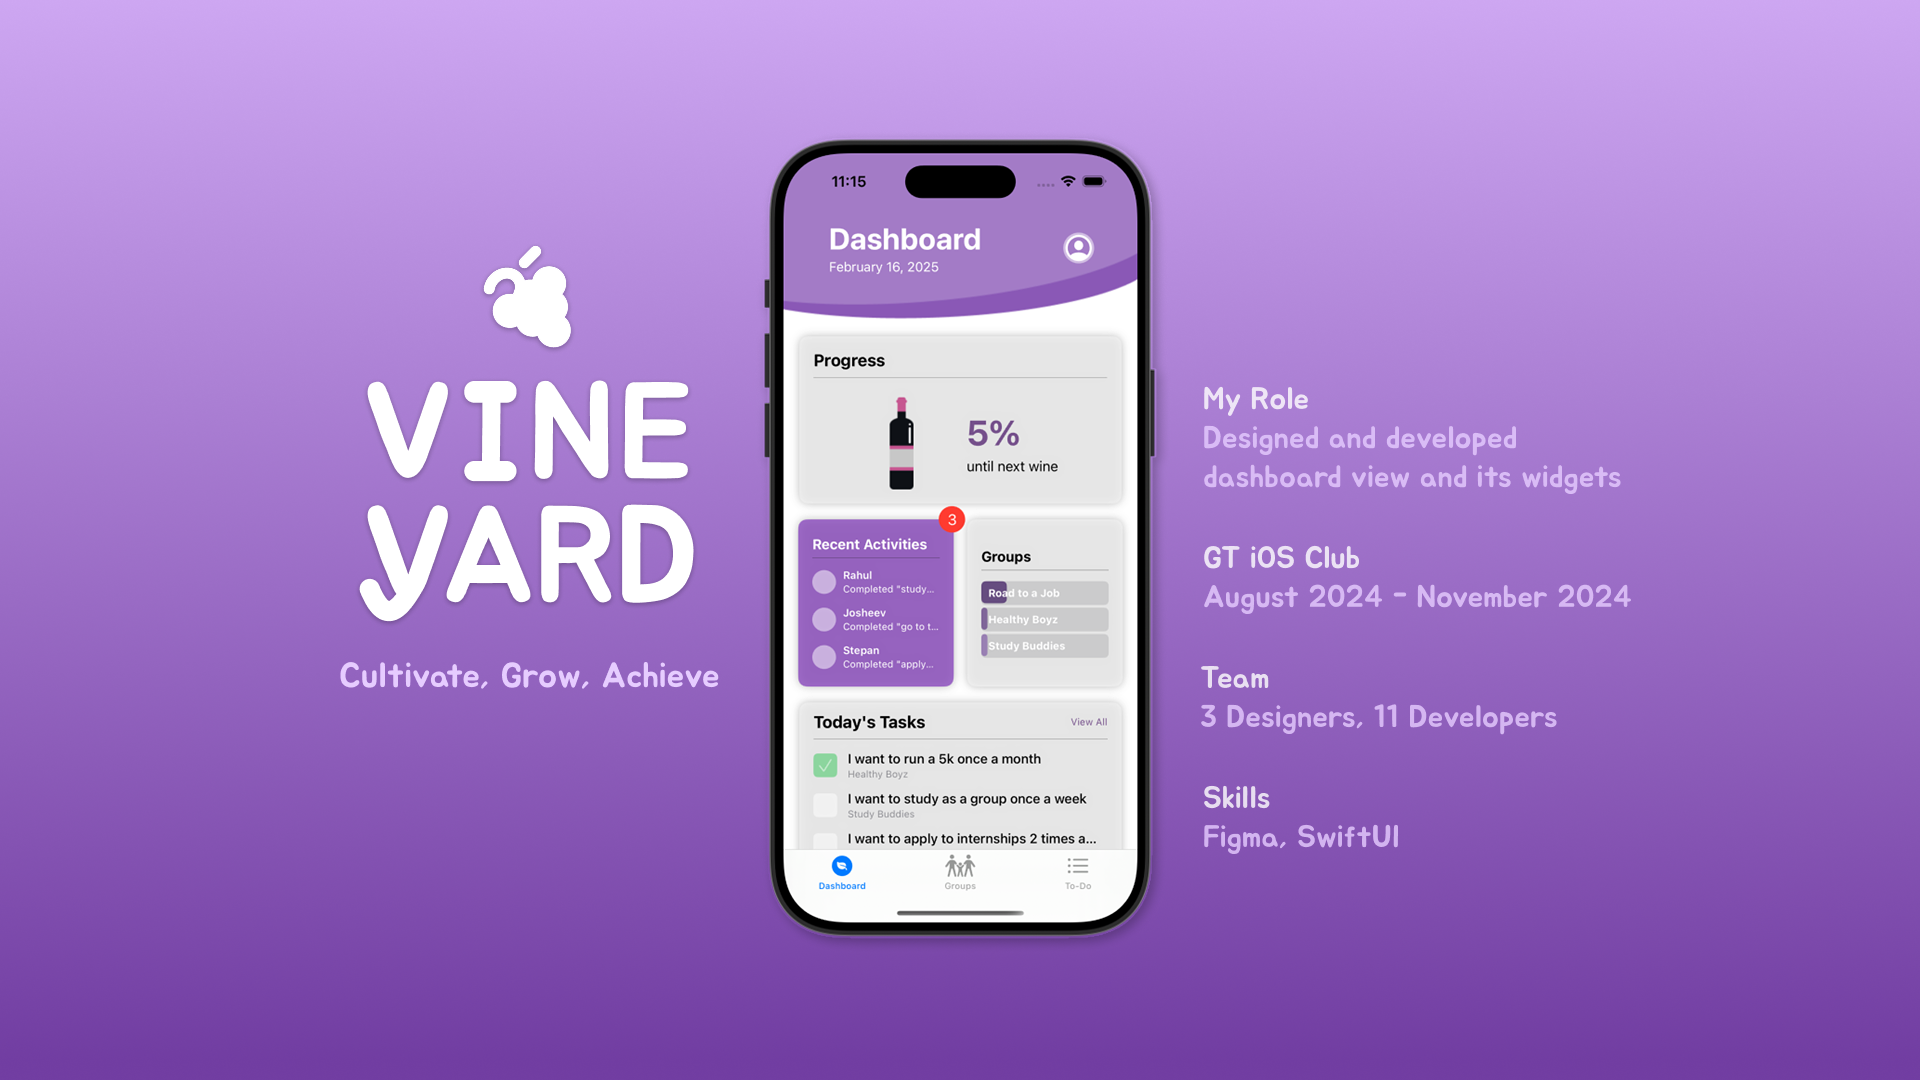 VINE
YARD
Cultivate, Grow, Achieve
11:15
Dashboard
February 16, 2025
Progress
5%
until next wine
3
Recent Activities
Rahul
Completed "study...
Josheev
Completed "go to t...
Stepan
Completed "apply...
Groups
Road to a Job
Healthy Boyz
Study Buddies
Today's Tasks
View All
I want to run a 5k once a month
Healthy Boyz
I want to study as a group once a week
Study Buddies
I want to apply to internships 2 times a...
Dashboard
Groups
To-Do
My Role
Designed and developed
dashboard view and its widgets
GT iOS Club
August 2024 - November 2024
Team
3 Designers, 11 Developers
Skills
Figma, SwiftUI